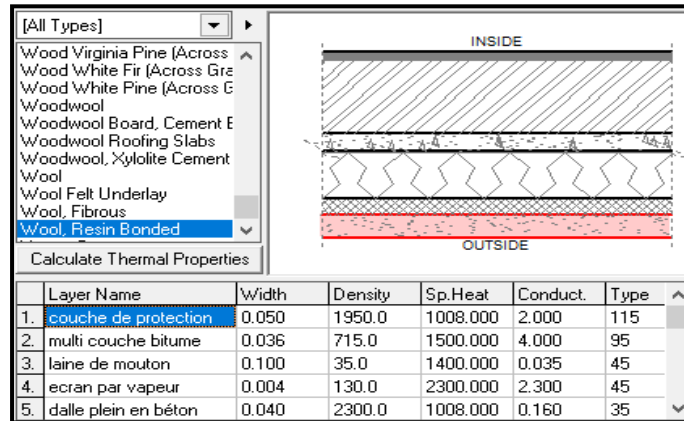 [All Types]
Wood Virginia Pine (Across
Wood White Fir (Across Gra
Wood White Pine (Across G
Woodwool
Woodwool Board, Cement B
Woodwool Roofing Slabs
Woodwool, Xylolite Cement
Wool
Wool Felt Underlay
Wool, Fibrous
Wool, Resin Bonded
Calculate Thermal Properties
INSIDE
OUTSIDE
Layer Name Width Density Sp.Heat Conduct. Type
1. couche de protection 0.050 1950.0 1008.000 2.000 115
2. multi couche bitume 0.036 715.0 1500.000 4.000 95
3. laine de mouton 0.100 35.0 1400.000 0.035 45
4. ecran par vapeur 0.004 130.0 2300.000 2.300 45
5. dalle plein en béton 0.040 2300.0 1008.000 0.160 35